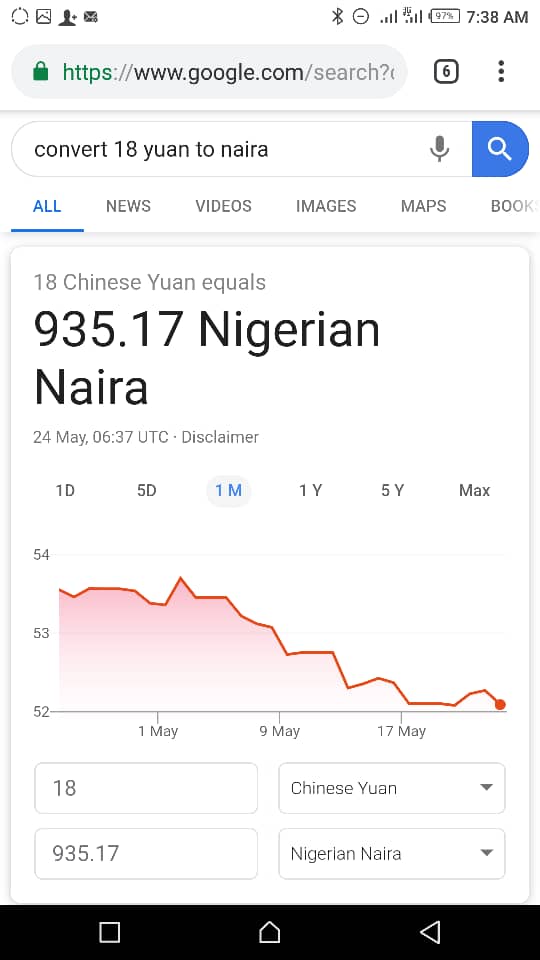 97% 7:38 AM
https://www.google.com/search?
6
convert 18 yuan to naira
ALL NEWS VIDEOS IMAGES MAPS BOOK
18 Chinese Yuan equals
935.17 Nigerian
Naira
24 May, 06:37 UTC · Disclaimer
1D 5D 1 M 1 Y 5 Y Max
54
53
52
1 May 9 May 17 May
18 Chinese Yuan
935.17 Nigerian Naira